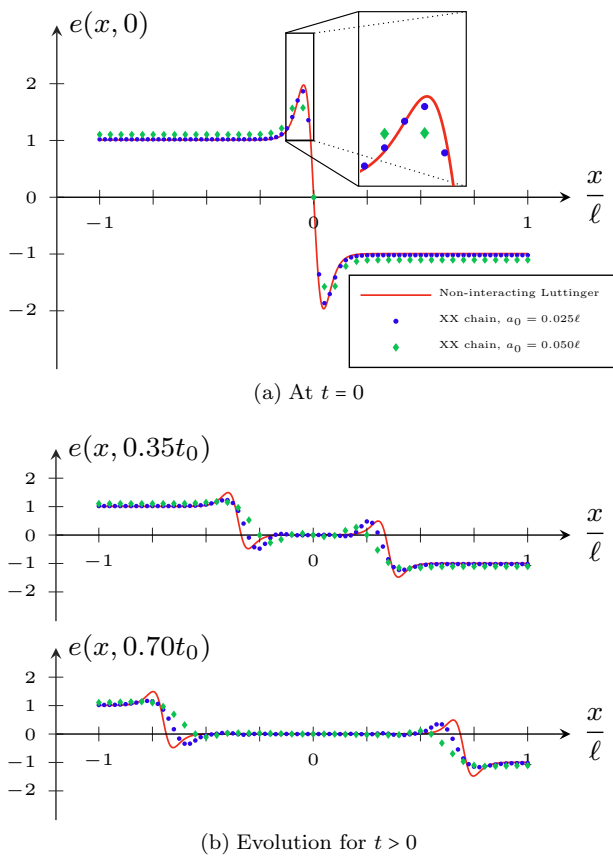 e(x, 0)
2
1
0
−1
−2
−1
0
1
x/ℓ
Non-interacting Luttinger
XX chain, a₀ = 0.025ℓ
XX chain, a₀ = 0.050ℓ
(a) At t = 0
e(x, 0.35t₀)
2
1
0
−1
−2
−1
0
1
x/ℓ
e(x, 0.70t₀)
2
1
0
−1
−2
−1
0
1
x/ℓ
(b) Evolution for t > 0